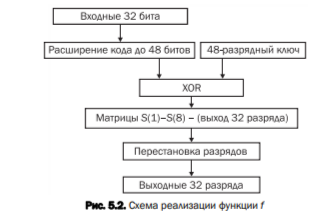 Входные 32 бита
Расширение кода до 48 битов
48-разрядный ключ
XOR
Матрицы S(1)–S(8) – (выход 32 разряда)
Перестановка разрядов
Выходные 32 разряда
Рис. 5.2. Схема реализации функции f